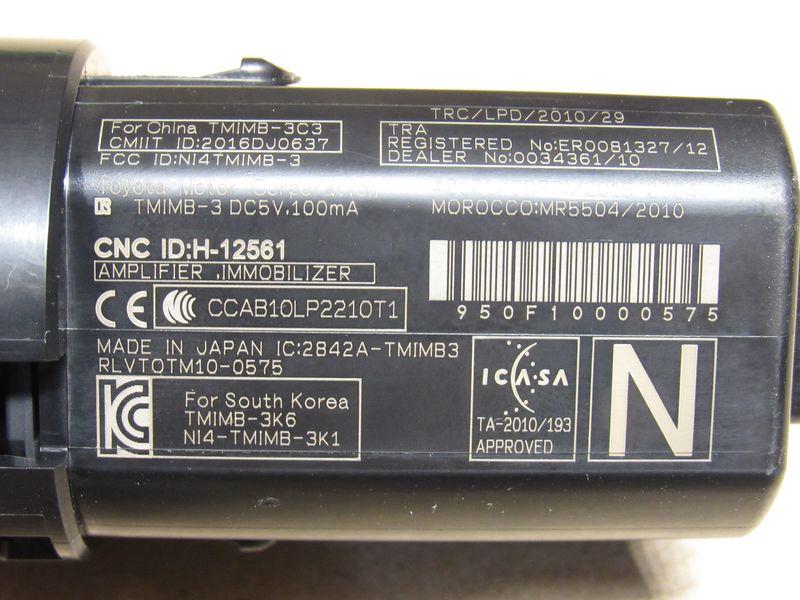 TRC/LPD/2010/29
For China TMIMB-3C3
CMIIT ID:2016DJ0637
FCC ID:NI4TMIMB-3
TRA
REGISTERED No:ER0081327/12
DEALER No:0034361/10
Toyota Motor Corporation
R TMIMB-3 DC5V,100mA
MOROCCO:MR5504/2010
CNC ID:H-12561
AMPLIFIER ,IMMOBILIZER
CE CCAB10LP2210T1
950F10000575
MADE IN JAPAN IC:2842A-TMIMB3
RLVTOTM10-0575
For South Korea
TMIMB-3K6
NI4-TMIMB-3K1
ICASA
TA-2010/193
APPROVED
N